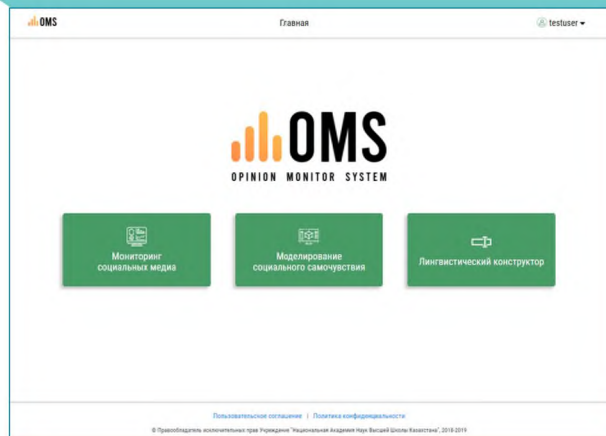 OMS
Главная
testuser
OMS
OPINION MONITOR SYSTEM
Мониторинг
социальных медиа
Моделирование
социального самочувствия
Лингвистический конструктор
Пользовательское соглашение | Политика конфиденциальности
© Правообладатель исключительных прав Учреждение "Национальная Академия Наук Высшей Школы Казахстана", 2018-2019